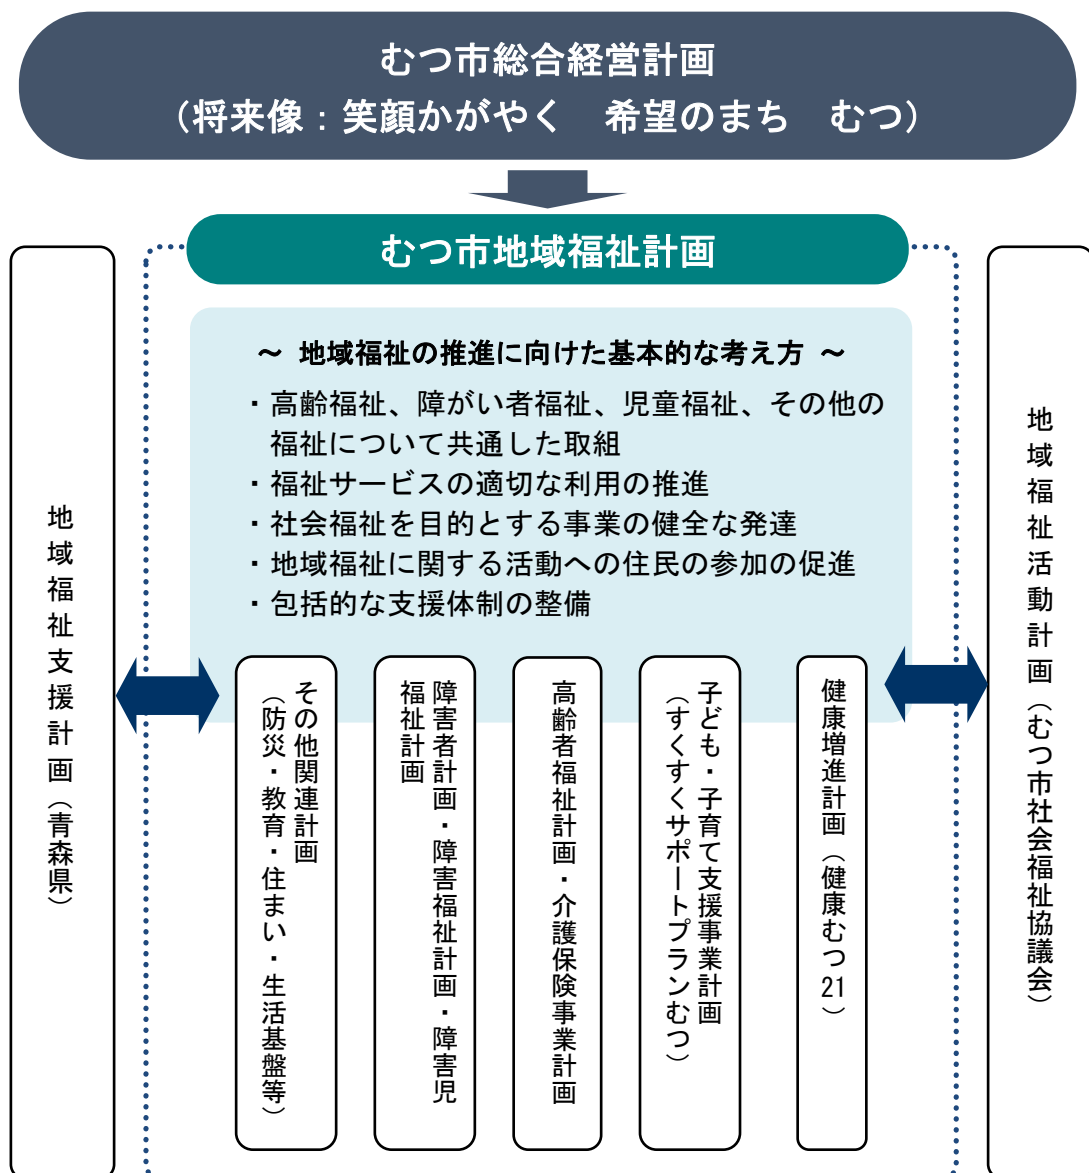 むつ市総合経営計画
（将来像：笑顔かがやく　希望のまち　むつ）
むつ市地域福祉計画
～ 地域福祉の推進に向けた基本的な考え方 ～
・高齢福祉、障がい者福祉、児童福祉、その他の
福祉について共通した取組
・福祉サービスの適切な利用の推進
・社会福祉を目的とする事業の健全な発達
・地域福祉に関する活動への住民の参加の促進
・包括的な支援体制の整備
地域福祉活動計画（むつ市社会福祉協議会）
健康増進計画（健康むつ21）
子ども・子育て支援事業計画
（すくすくサポートプランむつ）
高齢者福祉計画・介護保険事業計画
障害者計画・障害福祉計画・障害児
福祉計画
その他関連計画
（防災・教育・住まい・生活基盤等）
地域福祉支援計画（青森県）